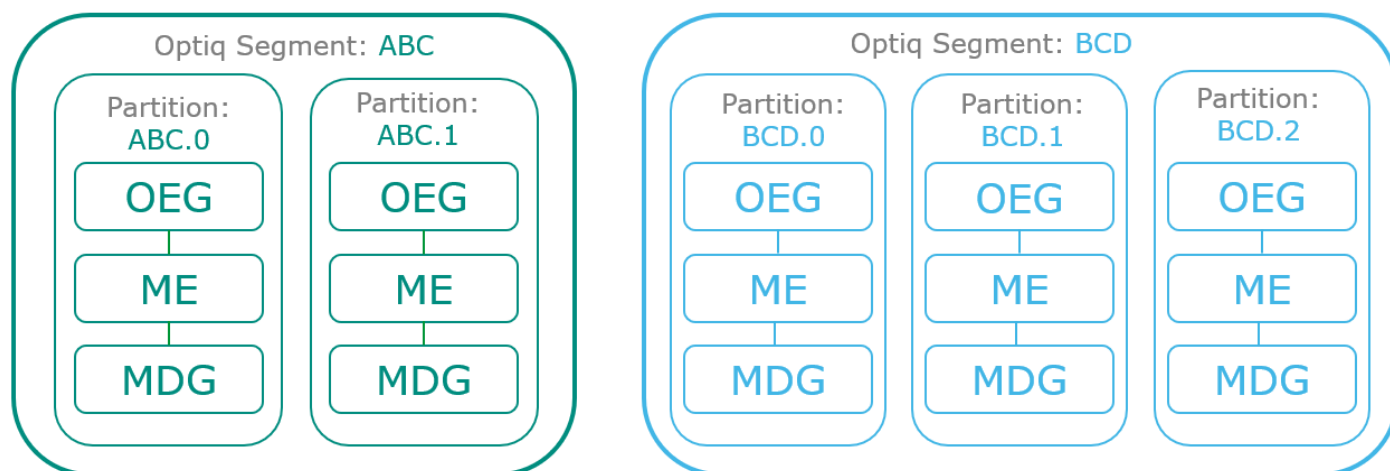 Optiq Segment: ABC
Partition:
ABC.0
OEG
ME
MDG
Partition:
ABC.1
OEG
ME
MDG
Optiq Segment: BCD
Partition:
BCD.0
OEG
ME
MDG
Partition:
BCD.1
OEG
ME
MDG
Partition:
BCD.2
OEG
ME
MDG